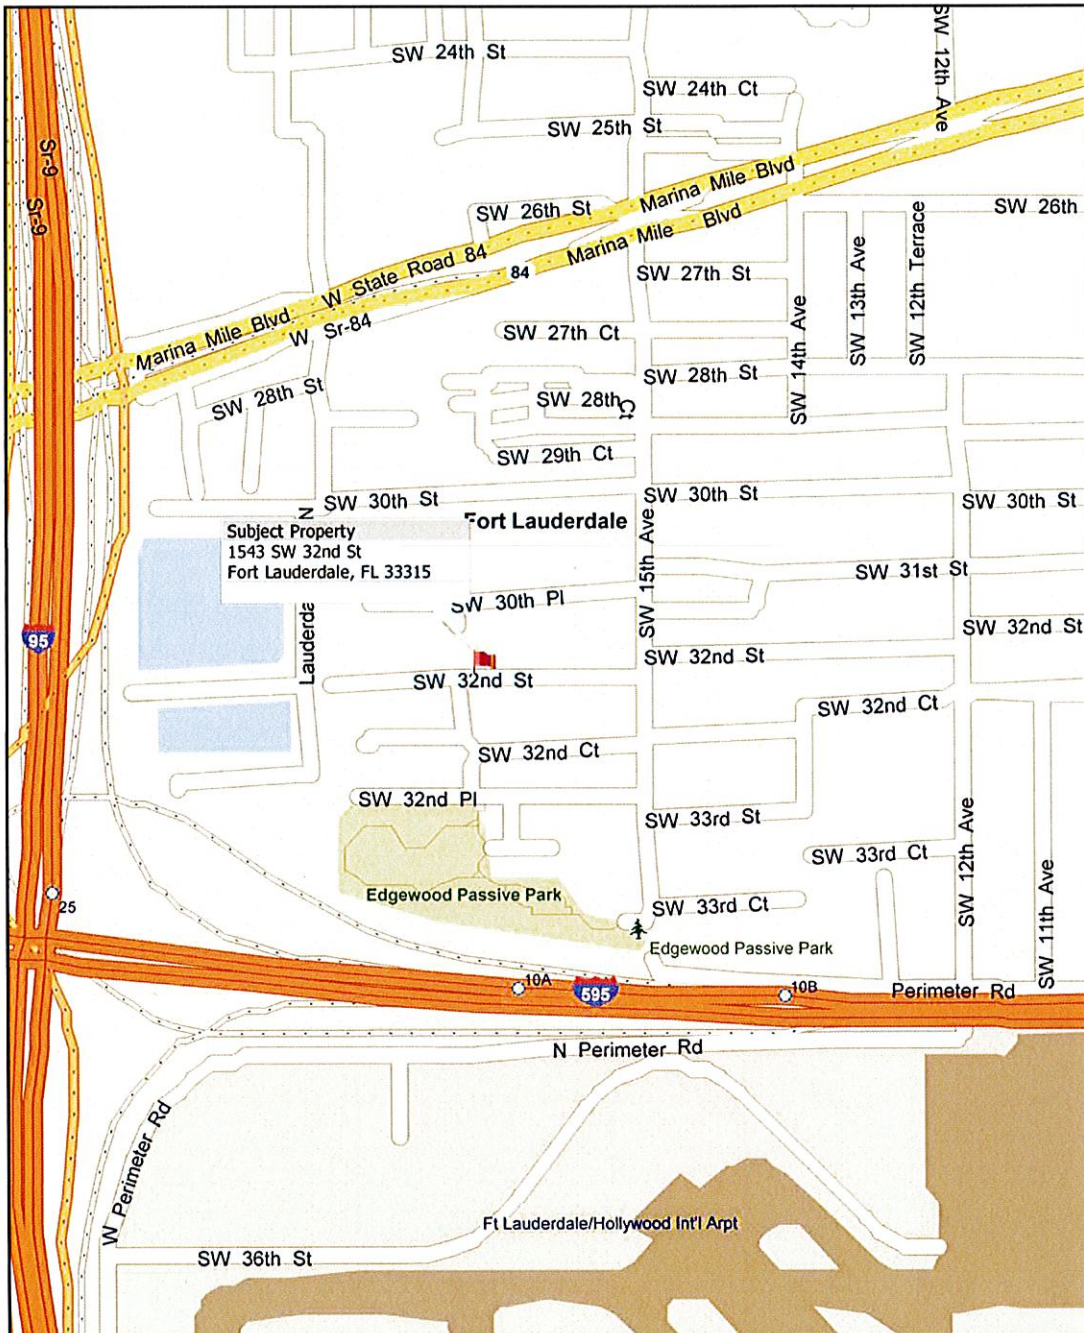 SW 24th St
SW 12th Ave
SW 24th Ct
SW 25th St
Sr-9
Sr-9
Marina Mile Blvd
SW 26th St
SW 26th
Marina Mile Blvd
W State Road 84
84
SW 27th St
SW 13th Ave
SW 12th Terrace
SW 14th Ave
Marina Mile Blvd
W Sr-84
SW 27th Ct
SW 28th St
SW 28th St
SW 28th Ct
SW 29th Ct
SW 30th St
SW 30th St
SW 30th St
N Lauderda
Subject Property
1543 SW 32nd St
Fort Lauderdale, FL 33315
Fort Lauderdale
SW 15th Ave
SW 31st St
SW 30th Pl
95
SW 32nd St
SW 32nd St
SW 32nd St
SW 32nd Ct
SW 32nd Ct
SW 32nd Pl
SW 33rd St
SW 33rd Ct
SW 12th Ave
SW 11th Ave
25
Edgewood Passive Park
SW 33rd Ct
Edgewood Passive Park
10A
595
10B
Perimeter Rd
N Perimeter Rd
W Perimeter Rd
Ft Lauderdale/Hollywood Int'l Arpt
SW 36th St